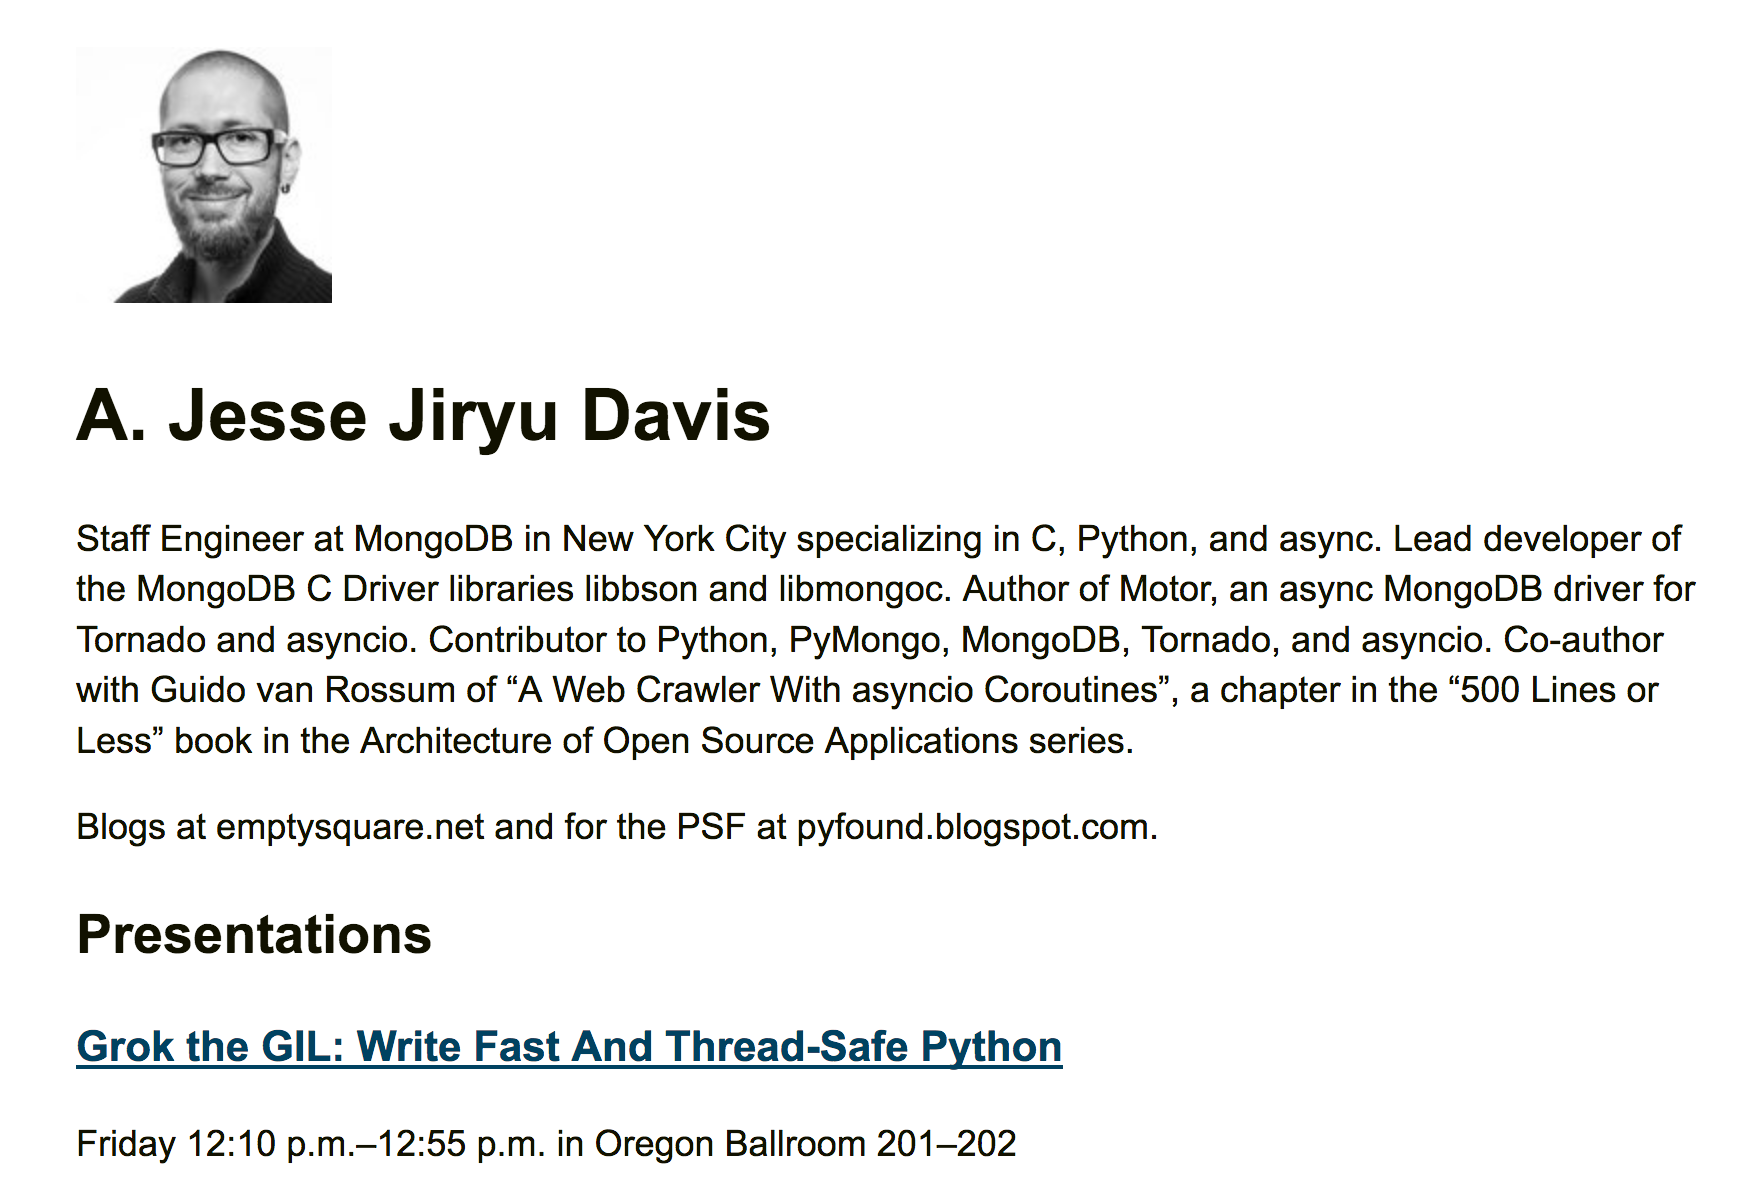 A. Jesse Jiryu Davis
Staff Engineer at MongoDB in New York City specializing in C, Python, and async. Lead developer of
the MongoDB C Driver libraries libbson and libmongoc. Author of Motor, an async MongoDB driver for
Tornado and asyncio. Contributor to Python, PyMongo, MongoDB, Tornado, and asyncio. Co-author
with Guido van Rossum of “A Web Crawler With asyncio Coroutines”, a chapter in the “500 Lines or
Less” book in the Architecture of Open Source Applications series.
Blogs at emptysquare.net and for the PSF at pyfound.blogspot.com.
Presentations
Grok the GIL: Write Fast And Thread-Safe Python
Friday 12:10 p.m.–12:55 p.m. in Oregon Ballroom 201–202